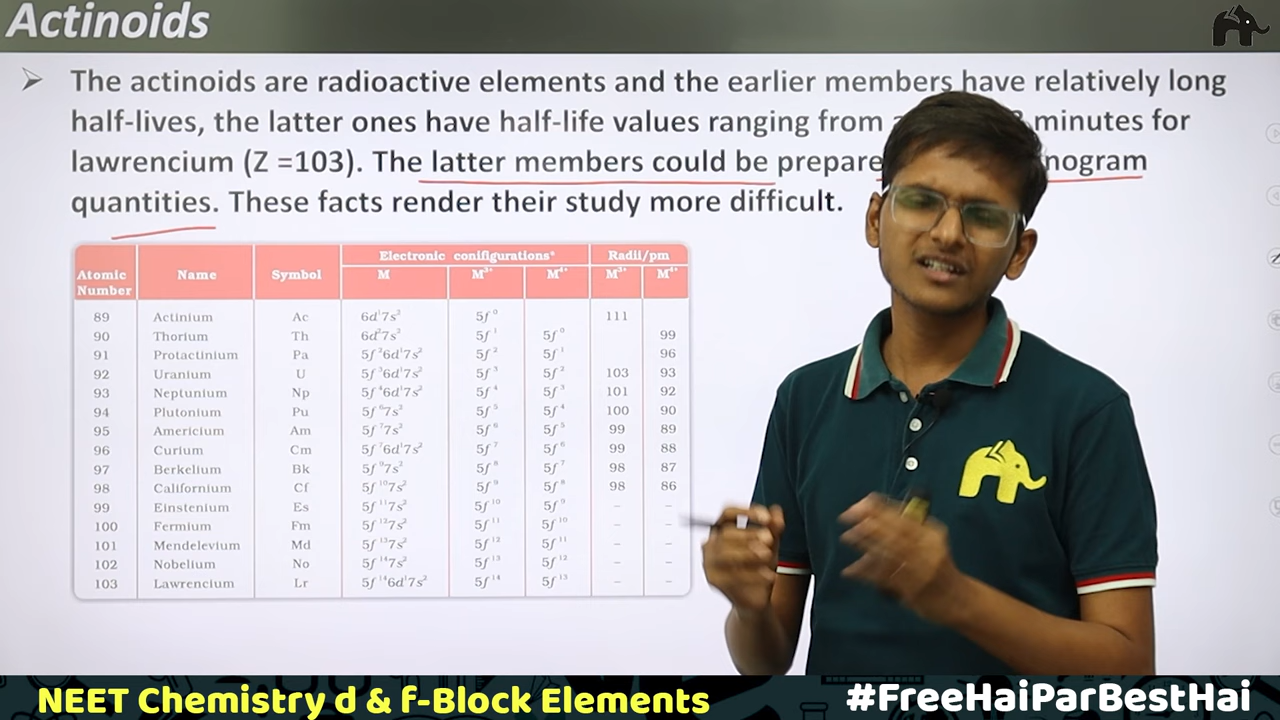 Actinoids
➢ The actinoids are radioactive elements and the earlier members have relatively long
half-lives, the latter ones have half-life values ranging from minutes for
lawrencium (Z =103). The latter members could be nogram
quantities. These facts render their study more difficult.
Electronic conifigurations* Radii/pm
Atomic Number Name Symbol M M³⁺ M⁴⁺ M³⁺ M⁴⁺
89 Actinium Ac 6d¹7s² 5f⁰ 111
90 Thorium Th 6d²7s² 5f¹ 5f⁰ 99
91 Protactinium Pa 5f²6d¹7s² 5f² 5f¹ 96
92 Uranium U 5f³6d¹7s² 5f³ 5f² 103 93
93 Neptunium Np 5f⁴6d¹7s² 5f⁴ 5f³ 101 92
94 Plutonium Pu 5f⁶7s² 5f⁵ 5f⁴ 100 90
95 Americium Am 5f⁷7s² 5f⁶ 5f⁵ 99 89
96 Curium Cm 5f⁷6d¹7s² 5f⁷ 5f⁶ 99 88
97 Berkelium Bk 5f⁹7s² 5f⁸ 5f⁷ 98 87
98 Californium Cf 5f¹⁰7s² 5f⁹ 5f⁸ 98 86
99 Einstenium Es 5f¹¹7s² 5f¹⁰ 5f⁹ – –
100 Fermium Fm 5f¹²7s² 5f¹¹ 5f¹⁰ – –
101 Mendelevium Md 5f¹³7s² 5f¹² 5f¹¹ – –
102 Nobelium No 5f¹⁴7s² 5f¹³ 5f¹² – –
103 Lawrencium Lr 5f¹⁴6d¹7s² 5f¹⁴ 5f¹³ – –
NEET Chemistry d & f-Block Elements
#FreeHaiParBestHai